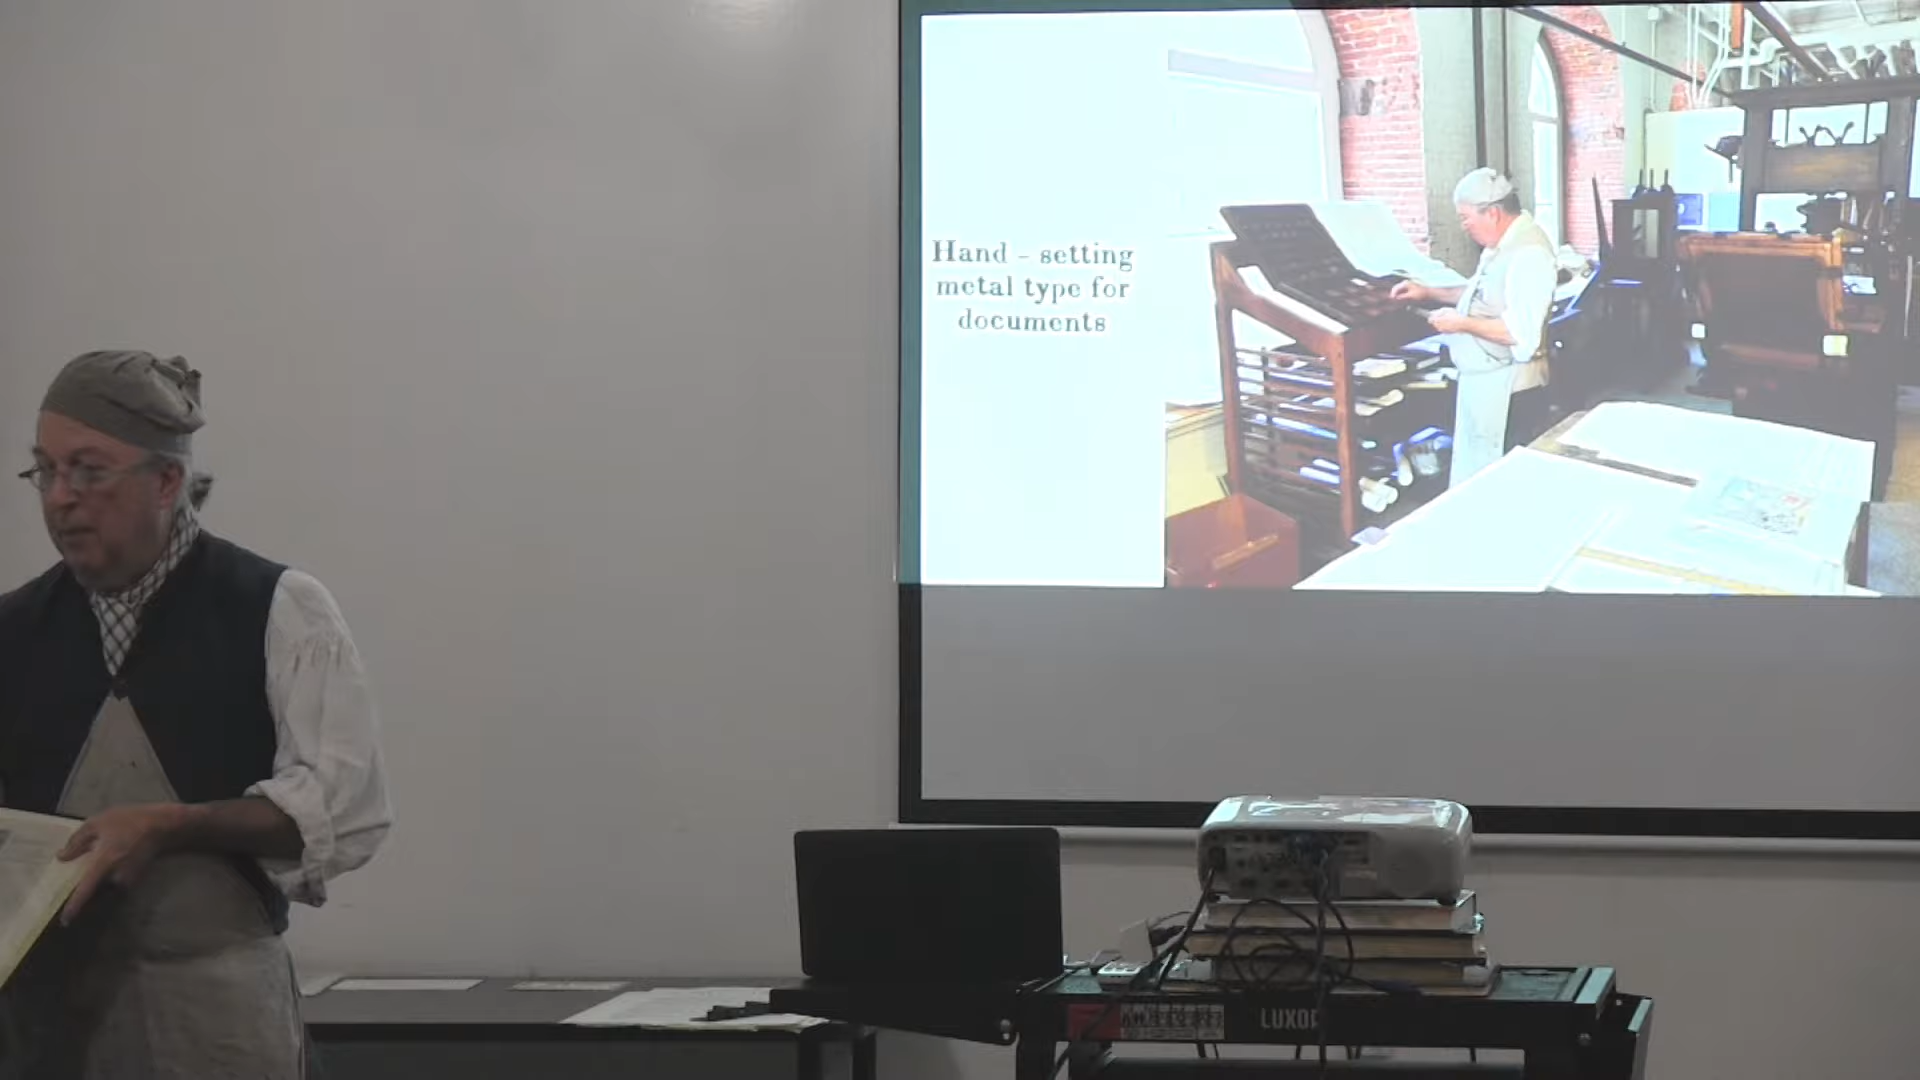 Hand – setting
metal type for
documents
LUXOR